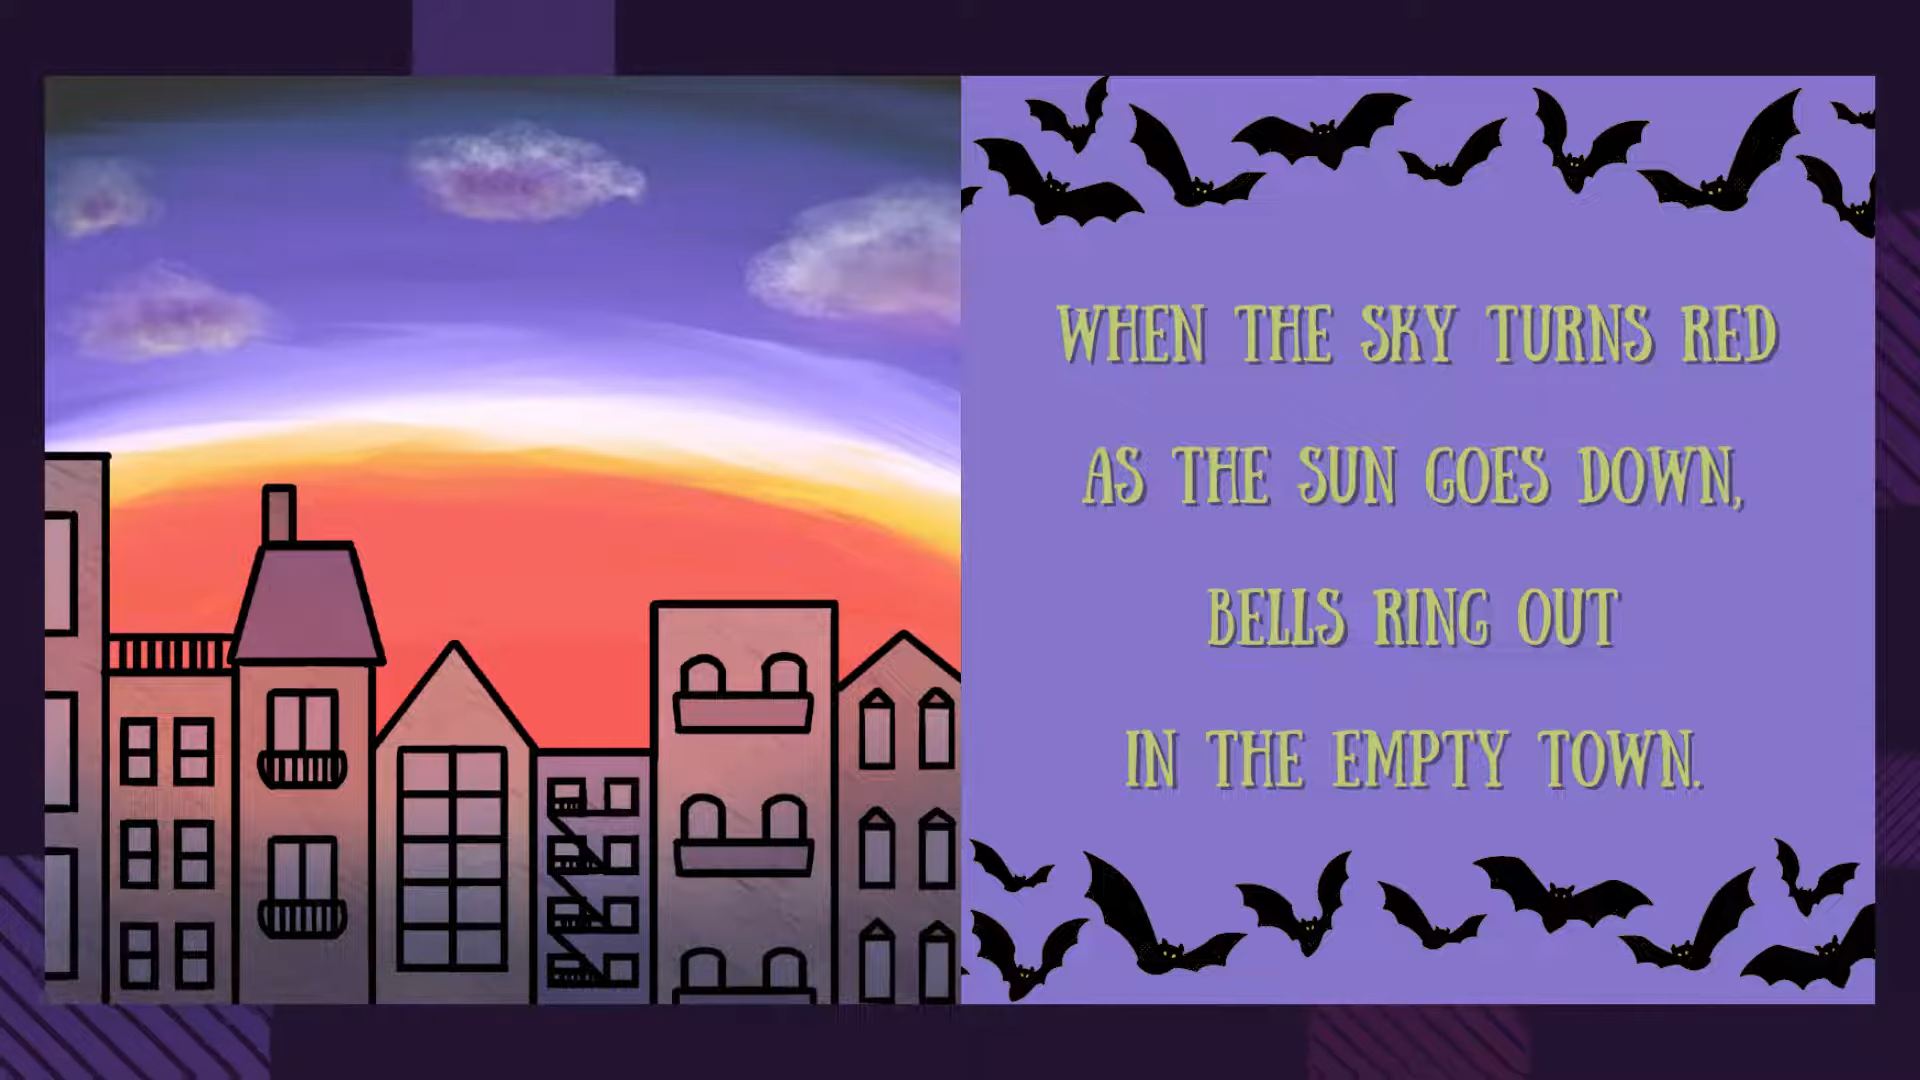 WHEN THE SKY TURNS RED
AS THE SUN GOES DOWN,
BELLS RING OUT
IN THE EMPTY TOWN.